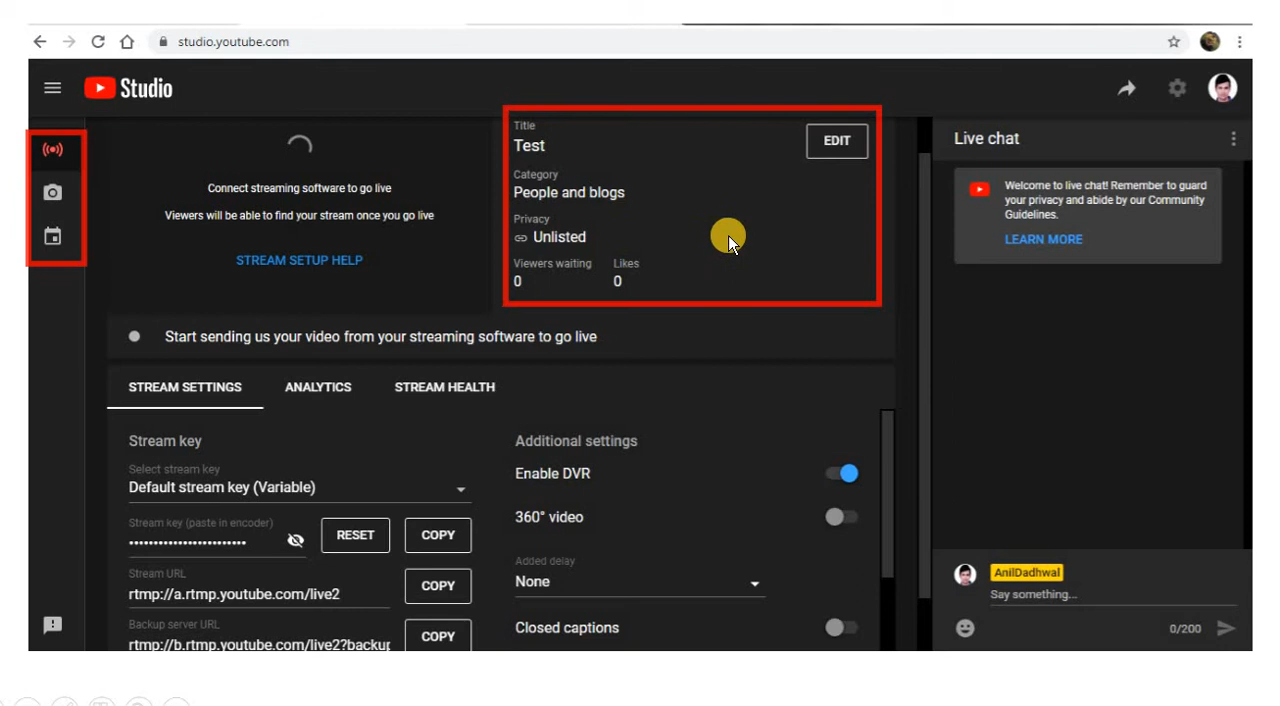 studio.youtube.com
Studio
Connect streaming software to go live
Viewers will be able to find your stream once you go live
STREAM SETUP HELP
Title
Test
EDIT
Category
People and blogs
Privacy
Unlisted
Viewers waiting Likes
0 0
Live chat
Welcome to live chat! Remember to guard
your privacy and abide by our Community
Guidelines.
LEARN MORE
Start sending us your video from your streaming software to go live
STREAM SETTINGS ANALYTICS STREAM HEALTH
Stream key
Select stream key
Default stream key (Variable)
Stream key (paste in encoder)
••••••••••••••••••••••••
RESET COPY
Stream URL
rtmp://a.rtmp.youtube.com/live2
COPY
Backup server URL
rtmp://b.rtmp.youtube.com/live2?backup
COPY
Additional settings
Enable DVR
360° video
Added delay
None
Closed captions
AnilDadhwal
Say something...
0/200